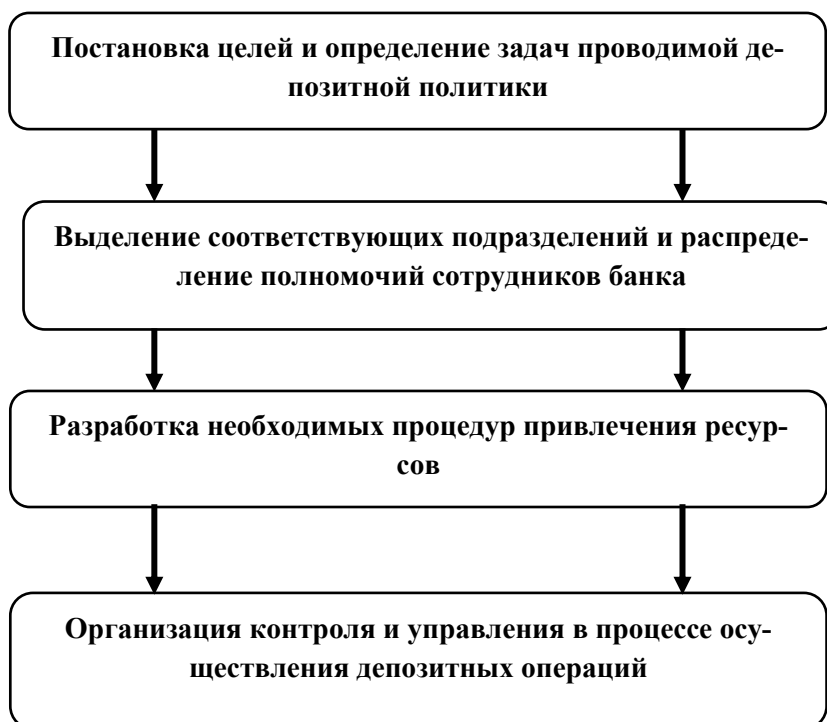 Постановка целей и определение задач проводимой де-
позитной политики
Выделение соответствующих подразделений и распреде-
ление полномочий сотрудников банка
Разработка необходимых процедур привлечения ресур-
сов
Организация контроля и управления в процессе осу-
ществления депозитных операций